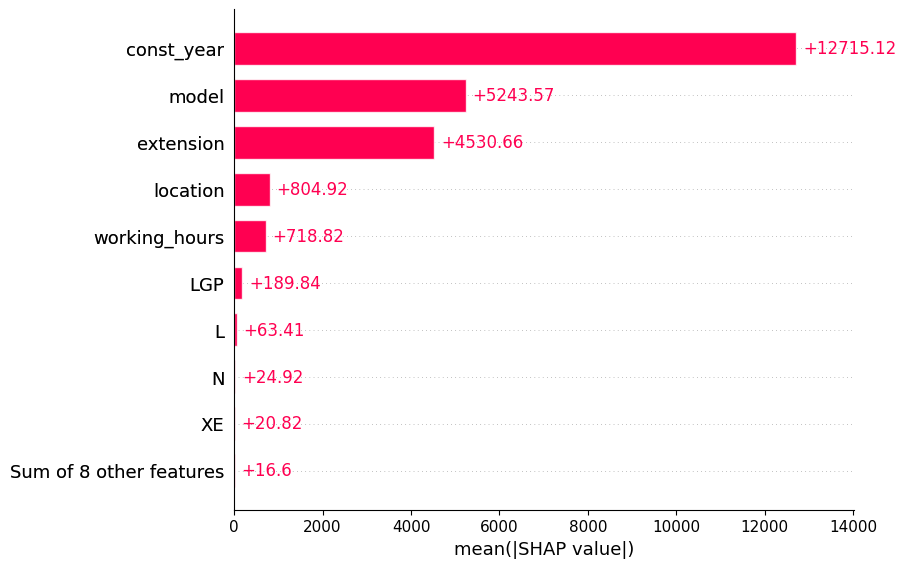 const_year +12715.12
model +5243.57
extension +4530.66
location +804.92
working_hours +718.82
LGP +189.84
L +63.41
N +24.92
XE +20.82
Sum of 8 other features +16.6
0 2000 4000 6000 8000 10000 12000 14000
mean(|SHAP value|)